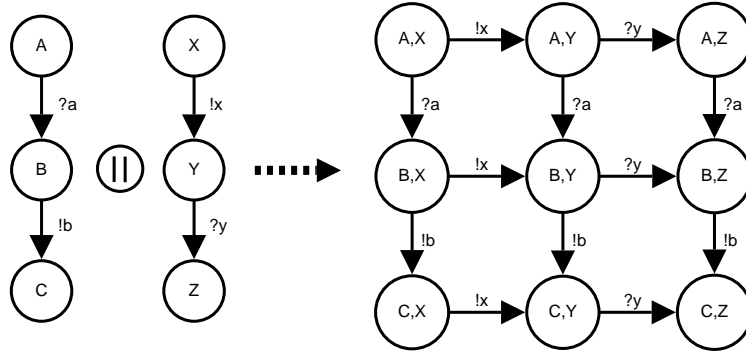 A X A,X !x A,Y ?y A,Z
?a !x ?a ?a ?a
B || Y B,X !x B,Y ?y B,Z
!b ?y !b !b !b
C Z C,X !x C,Y ?y C,Z